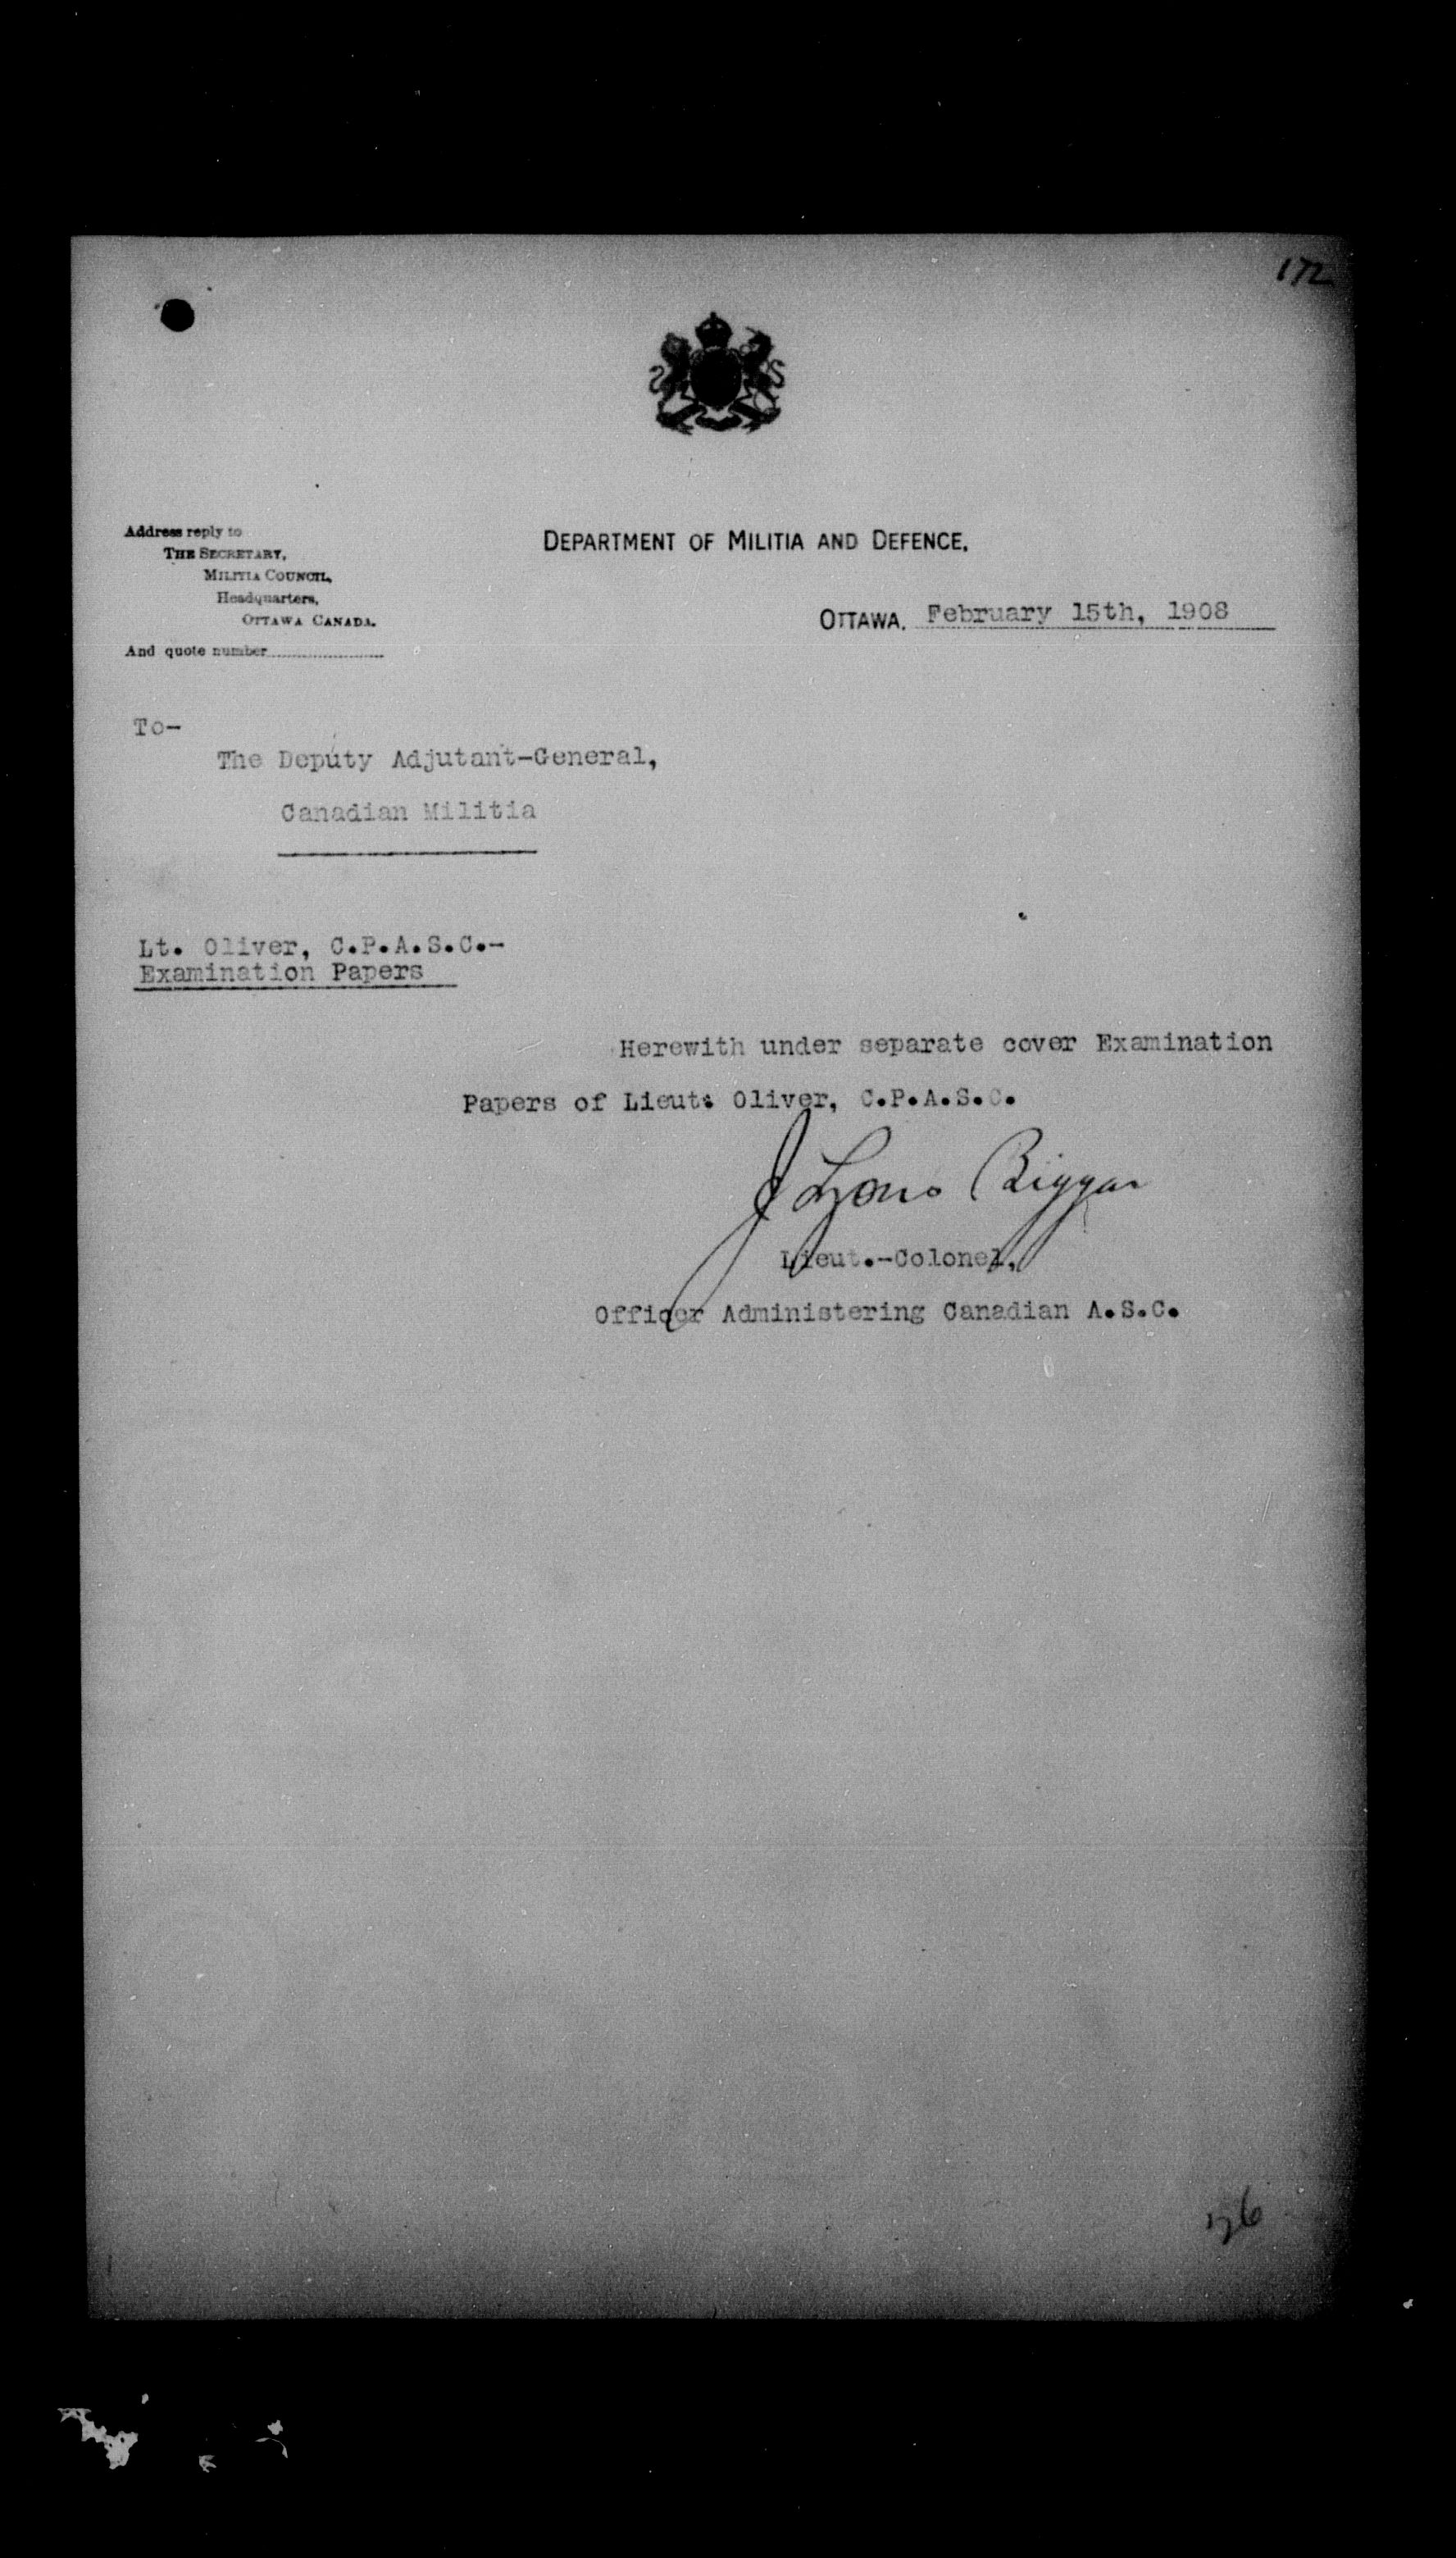 172
Address reply to
THE SECRETARY,
MILITIA COUNCIL,
Headquarters,
OTTAWA CANADA.
And quote number
DEPARTMENT OF MILITIA AND DEFENCE.
OTTAWA. February 15th, 1908
To-
The Deputy Adjutant-General,
Canadian Militia
Lt. Oliver, C.P.A.S.C.-
Examination Papers
Herewith under separate cover Examination
Papers of Lieut. Oliver, C.P.A.S.C.
J Lyons Biggar
Lieut.-Colonel,
Officer Administering Canadian A.S.C.